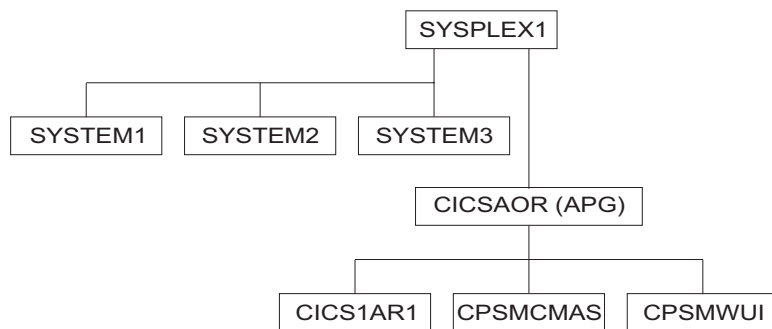 SYSPLEX1
SYSTEM1 SYSTEM2 SYSTEM3
CICSAOR (APG)
CICS1AR1 CPSMCMAS CPSMWUI